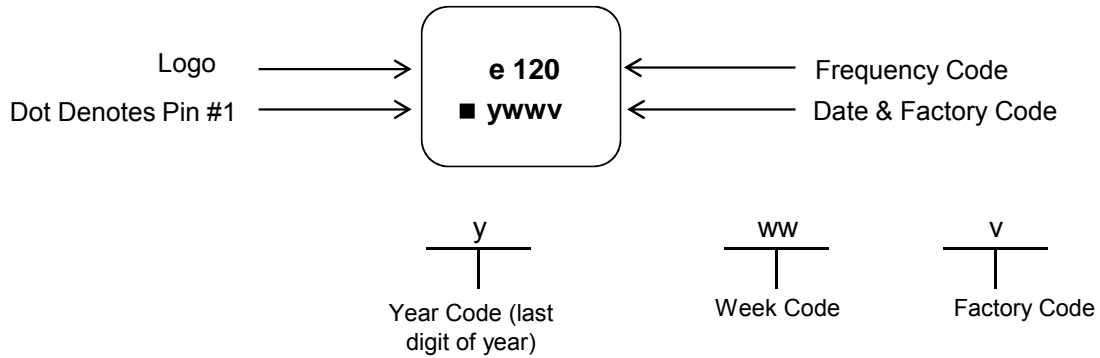 Logo
e 120
Frequency Code
Dot Denotes Pin #1
■ ywwv
Date & Factory Code
y
ww
v
Year Code (last
digit of year)
Week Code
Factory Code